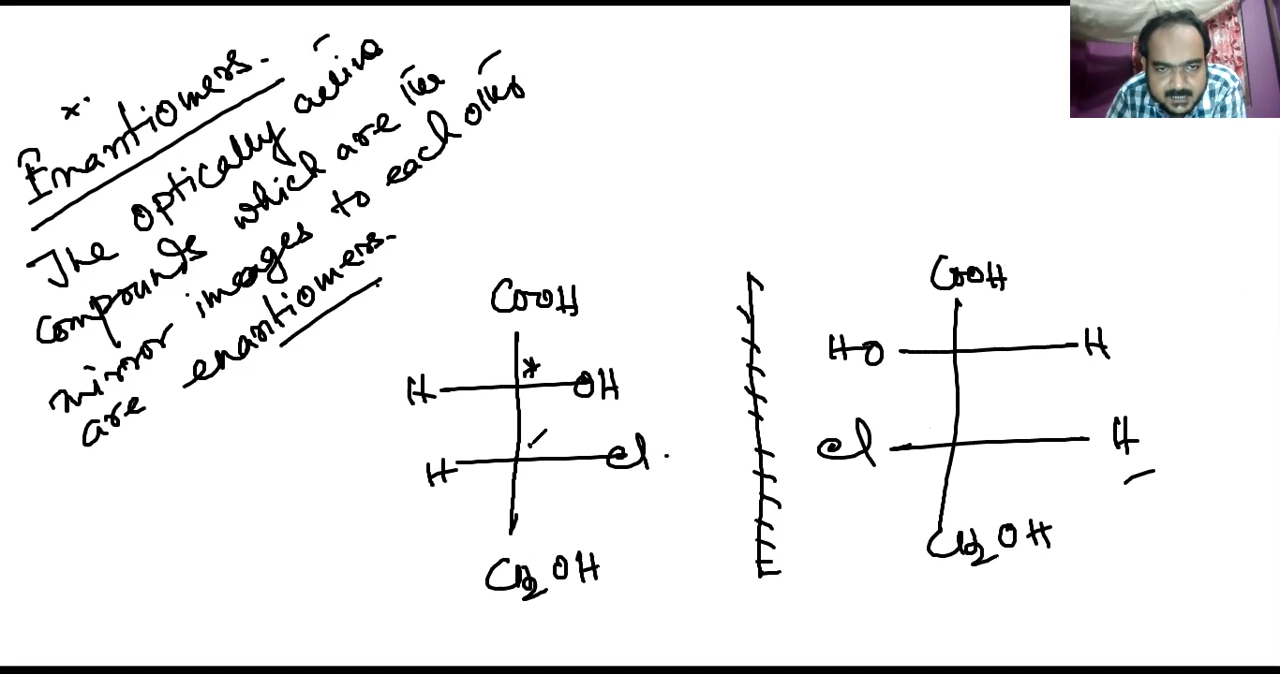 Enantiomers.
The optically active
compounds which are the
mirror images to each other
are enantiomers.
COOH
H * OH
H Cl.
CH2OH
COOH
HO H
Cl H
CH2OH